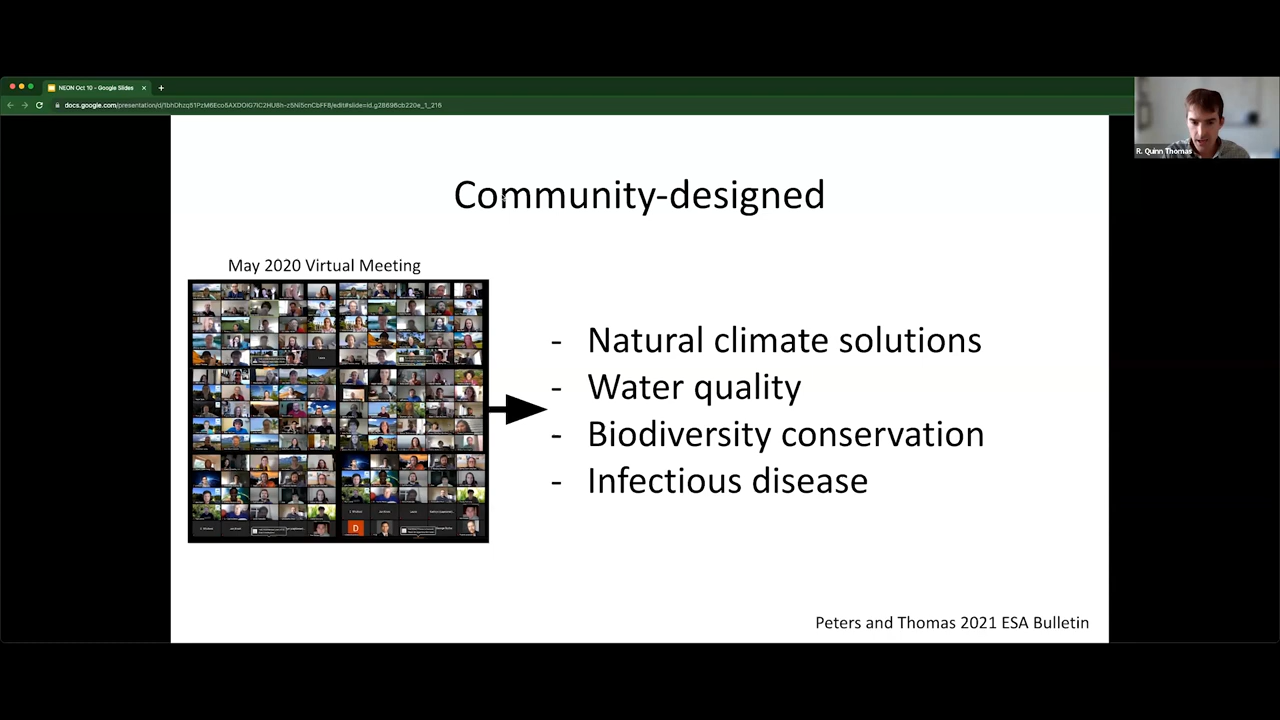 NEON Oct 10 - Google Slides
R. Quinn Thomas
Community-designed
May 2020 Virtual Meeting
- Natural climate solutions
- Water quality
- Biodiversity conservation
- Infectious disease
D
Peters and Thomas 2021 ESA Bulletin